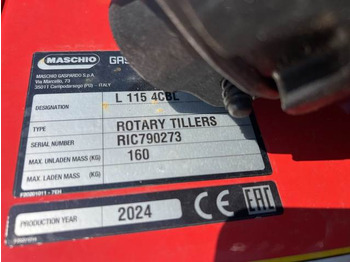 MASCHIO GAS
MASCHIO GASPARDO S.p.A.
Via Marcello, 73
35011 Campodarsego (PD) - ITALY
DESIGNATION L 115 4CBL
TYPE ROTARY TILLERS
SERIAL NUMBER RIC790273
MAX. UNLADEN MASS (KG) 160
MAX. LADEN MASS (KG)
PRODUCTION YEAR 2024 CE EAC